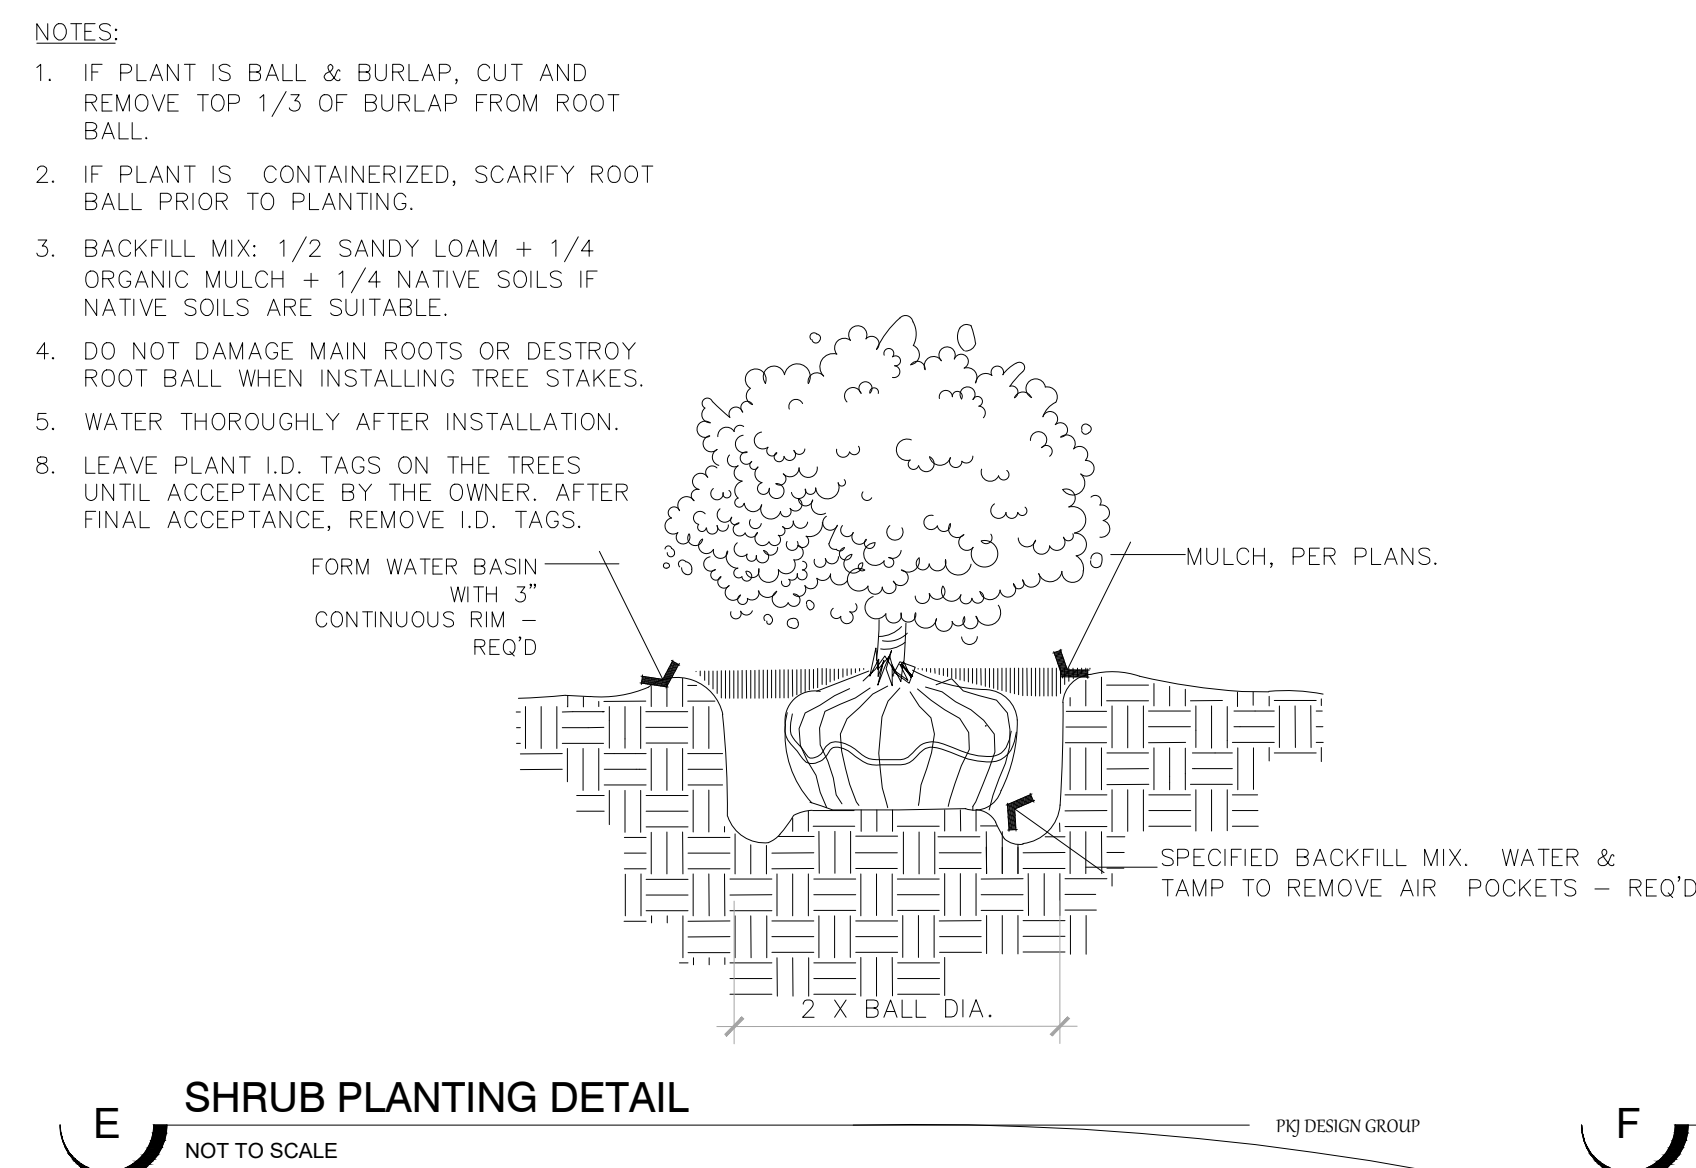 NOTES:
1. IF PLANT IS BALL & BURLAP, CUT AND
REMOVE TOP 1/3 OF BURLAP FROM ROOT
BALL.
2. IF PLANT IS CONTAINERIZED, SCARIFY ROOT
BALL PRIOR TO PLANTING.
3. BACKFILL MIX: 1/2 SANDY LOAM + 1/4
ORGANIC MULCH + 1/4 NATIVE SOILS IF
NATIVE SOILS ARE SUITABLE.
4. DO NOT DAMAGE MAIN ROOTS OR DESTROY
ROOT BALL WHEN INSTALLING TREE STAKES.
5. WATER THOROUGHLY AFTER INSTALLATION.
8. LEAVE PLANT I.D. TAGS ON THE TREES
UNTIL ACCEPTANCE BY THE OWNER. AFTER
FINAL ACCEPTANCE, REMOVE I.D. TAGS.
FORM WATER BASIN
WITH 3"
CONTINUOUS RIM –
REQ'D
MULCH, PER PLANS.
SPECIFIED BACKFILL MIX. WATER &
TAMP TO REMOVE AIR POCKETS – REQ'D
2 X BALL DIA.
E
SHRUB PLANTING DETAIL
NOT TO SCALE
PKJ DESIGN GROUP
F